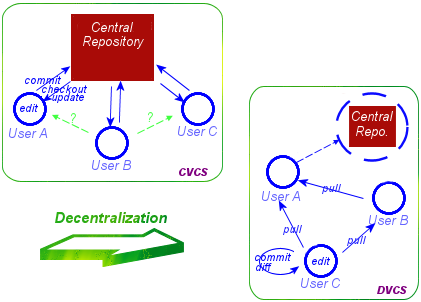 Central
Repository
commit
checkout
update
edit
?
?
User A
User C
User B
CVCS
Central
Repo.
User A
pull
User B
pull
pull
commit
diff
edit
User C
DVCS
Decentralization